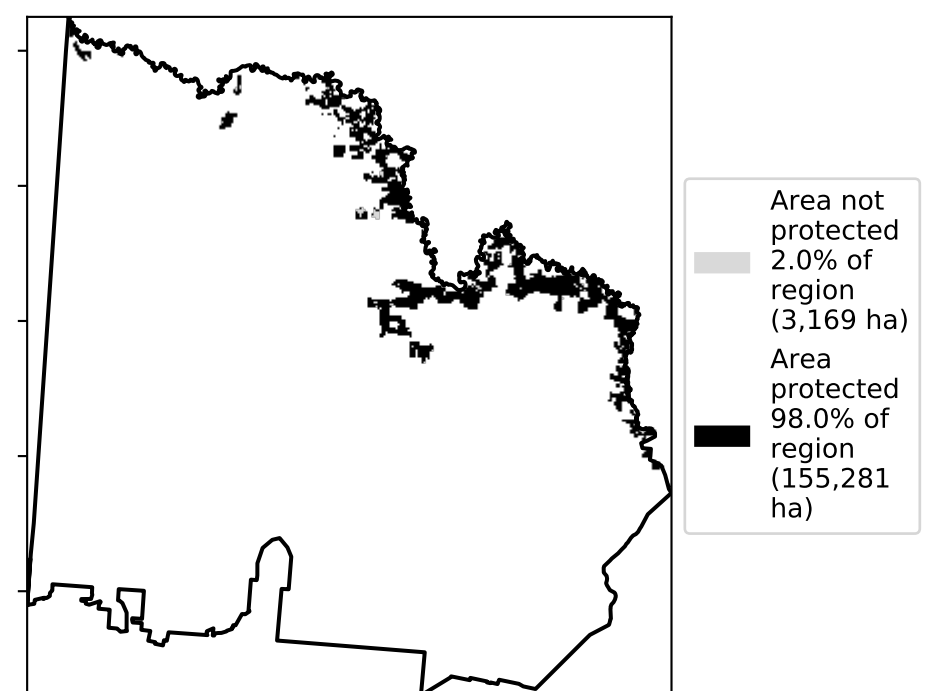 Area not
protected
2.0% of
region
(3,169 ha)
Area
protected
98.0% of
region
(155,281
ha)